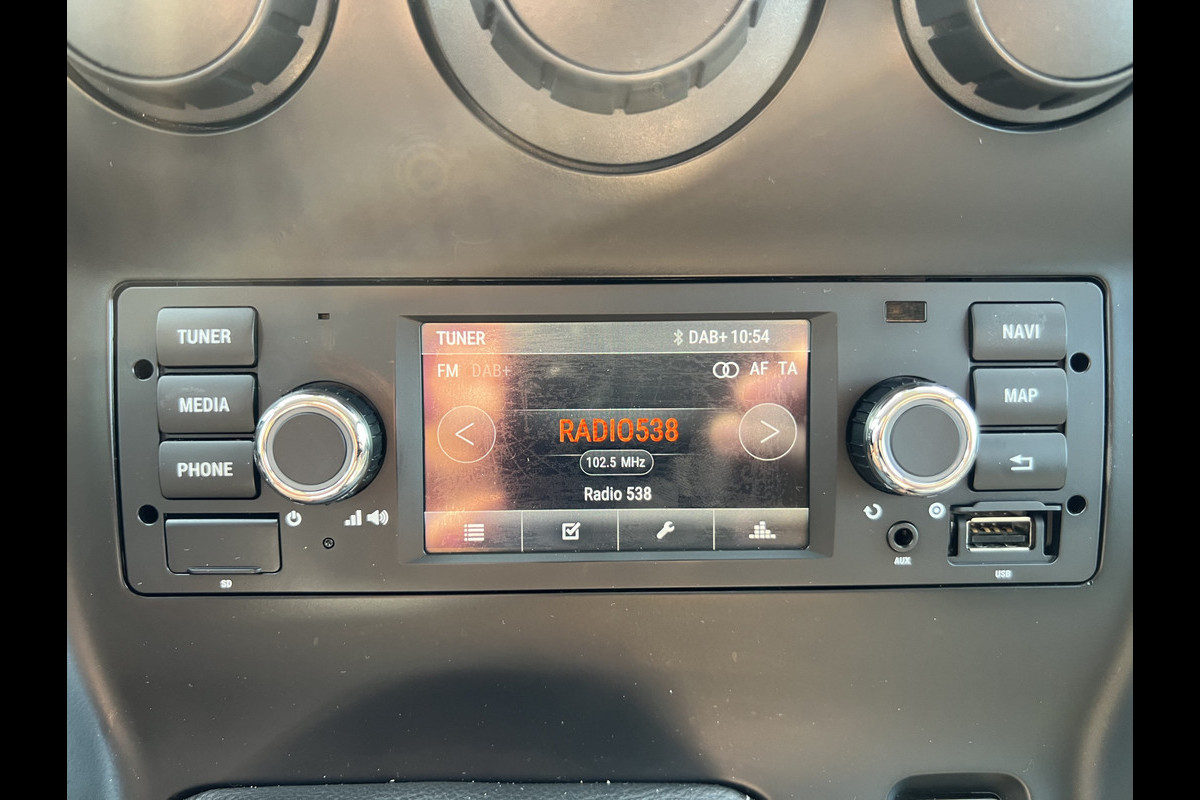 TUNER
MEDIA
PHONE
SD
TUNER DAB+ 10:54
FM DAB+ AF TA
RADIO538
102.5 MHz
Radio 538
NAVI
MAP
AUX
USB